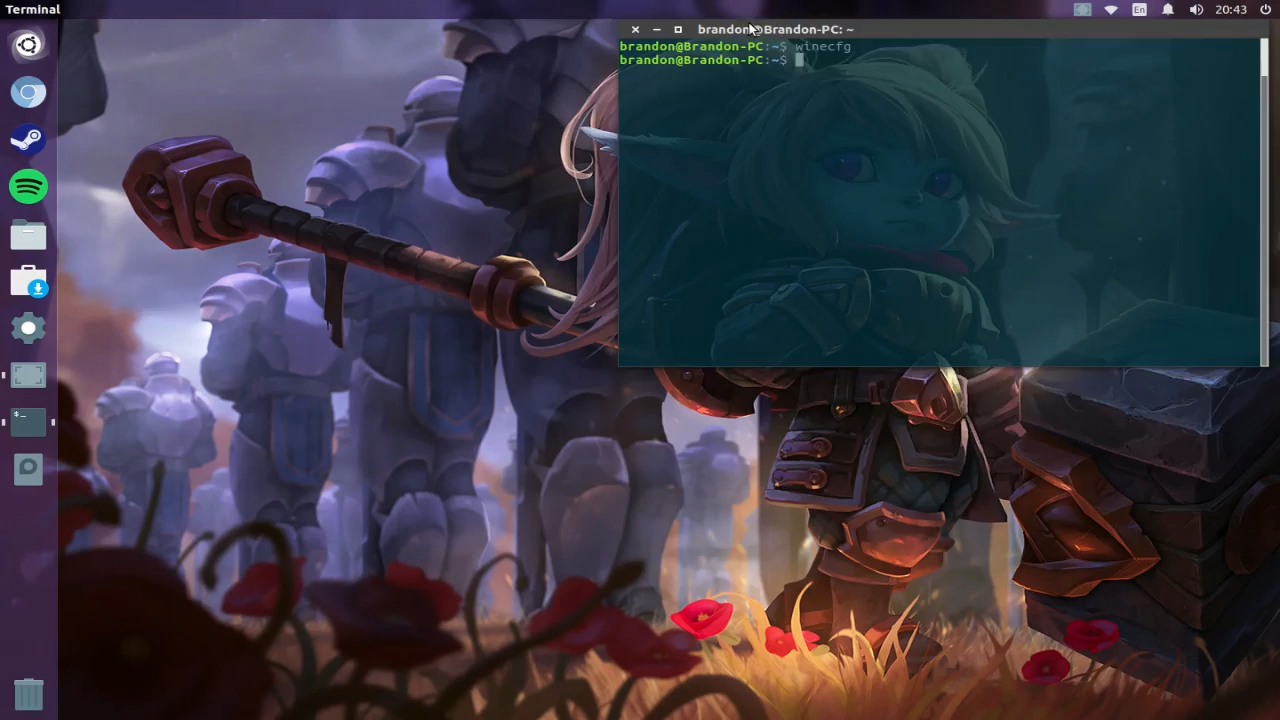 Terminal
En
20:43
brandon@Brandon-PC: ~
brandon@Brandon-PC:~$ winecfg
brandon@Brandon-PC:~$
$_